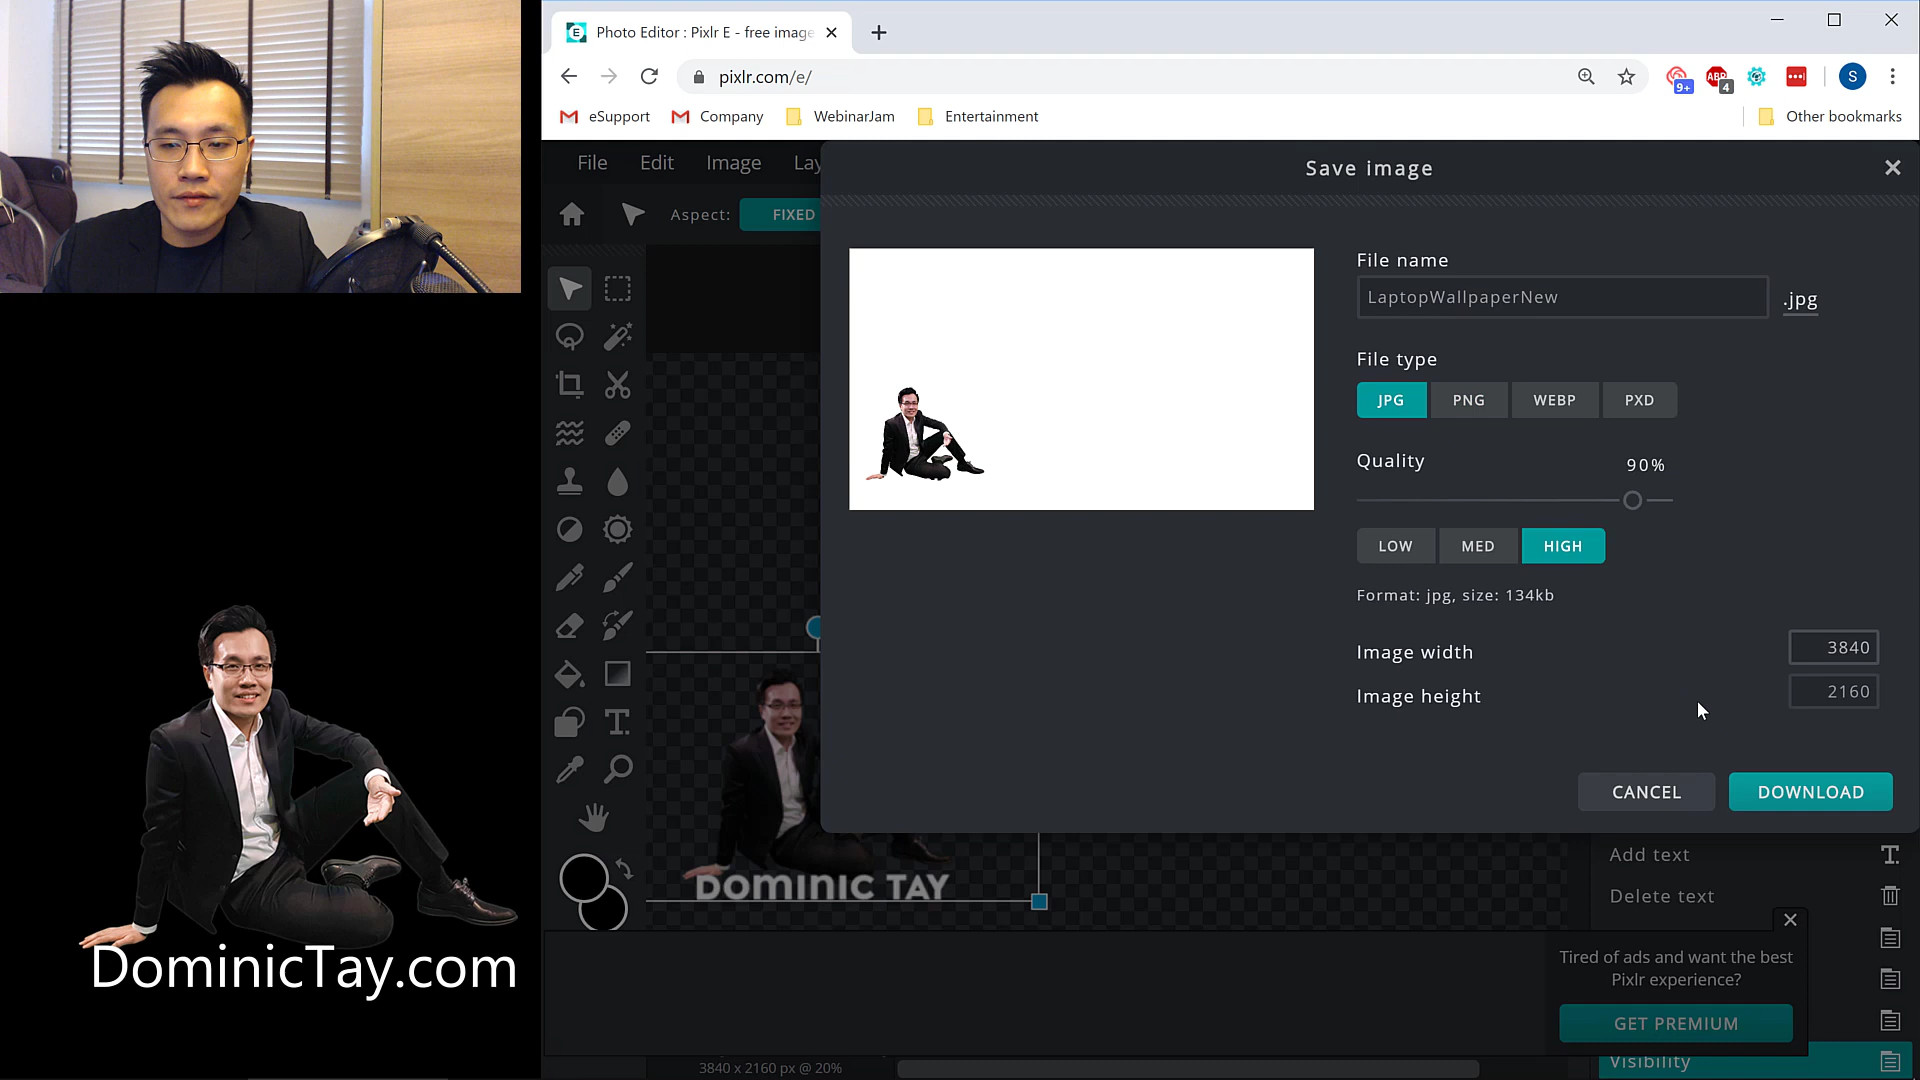 Photo Editor : Pixlr E - free image
pixlr.com/e/
9+
ABP
4
S
eSupport
Company
WebinarJam
Entertainment
Other bookmarks
File
Edit
Image
Lay
Save image
Aspect:
FIXED
File name
LaptopWallpaperNew
.jpg
File type
JPG
PNG
WEBP
PXD
Quality
90%
LOW
MED
HIGH
Format: jpg, size: 134kb
Image width
3840
Image height
2160
CANCEL
DOWNLOAD
Add text
Delete text
DOMINIC TAY
DominicTay.com
Tired of ads and want the best
Pixlr experience?
GET PREMIUM
Visibility
3840 x 2160 px @ 20%